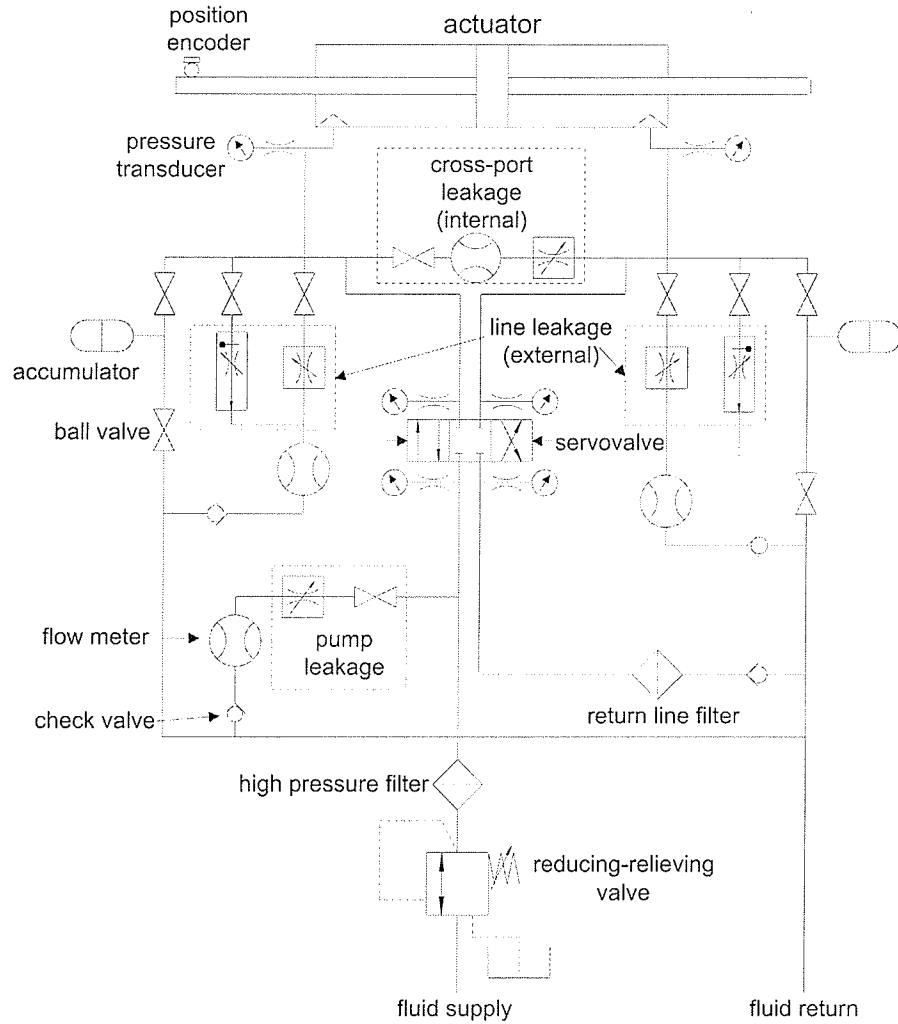 position
encoder
actuator
pressure
transducer
cross-port
leakage
(internal)
line leakage
(external)
accumulator
ball valve
servovalve
flow meter
pump
leakage
check valve
return line filter
high pressure filter
reducing-relieving
valve
fluid supply
fluid return